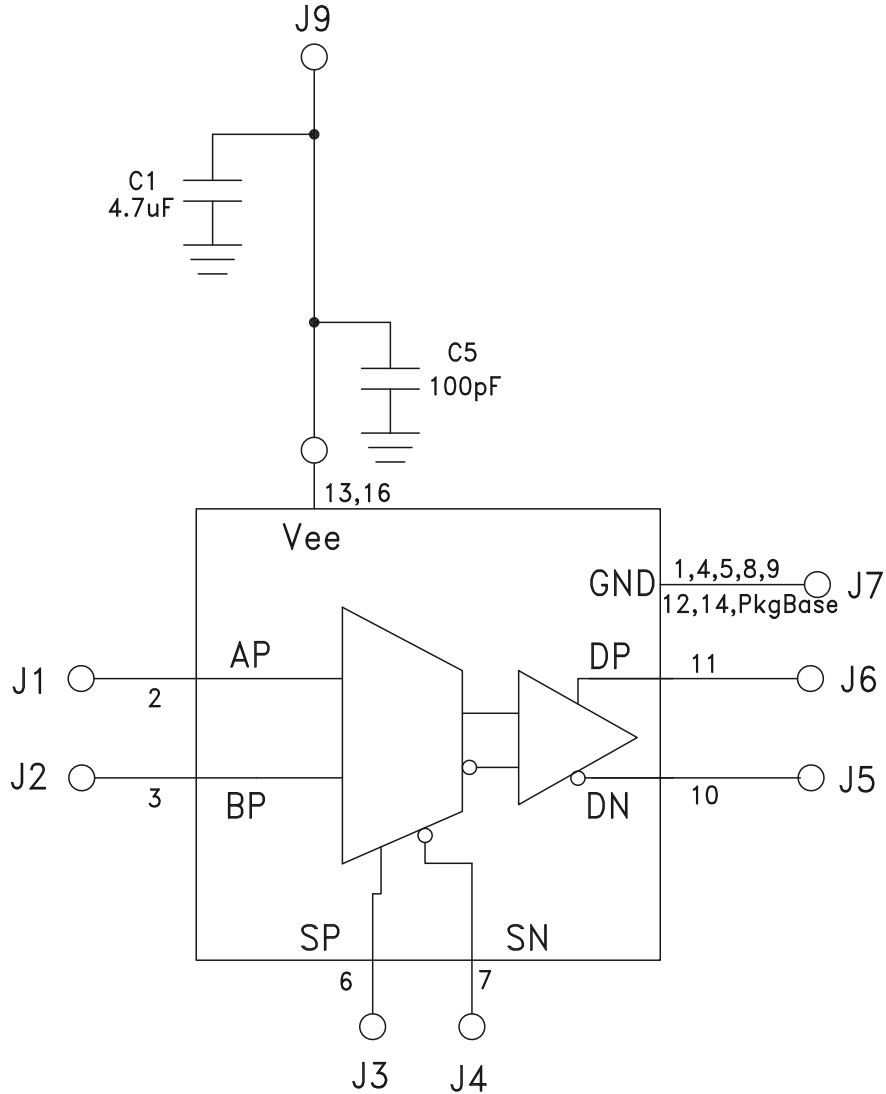 J9
C1
4.7uF
C5
100pF
13,16
Vee
GND
1,4,5,8,9
J7
12,14,PkgBase
AP
DP
11
J1
J6
2
J2
J5
3
BP
DN
10
SP
SN
6
7
J3
J4